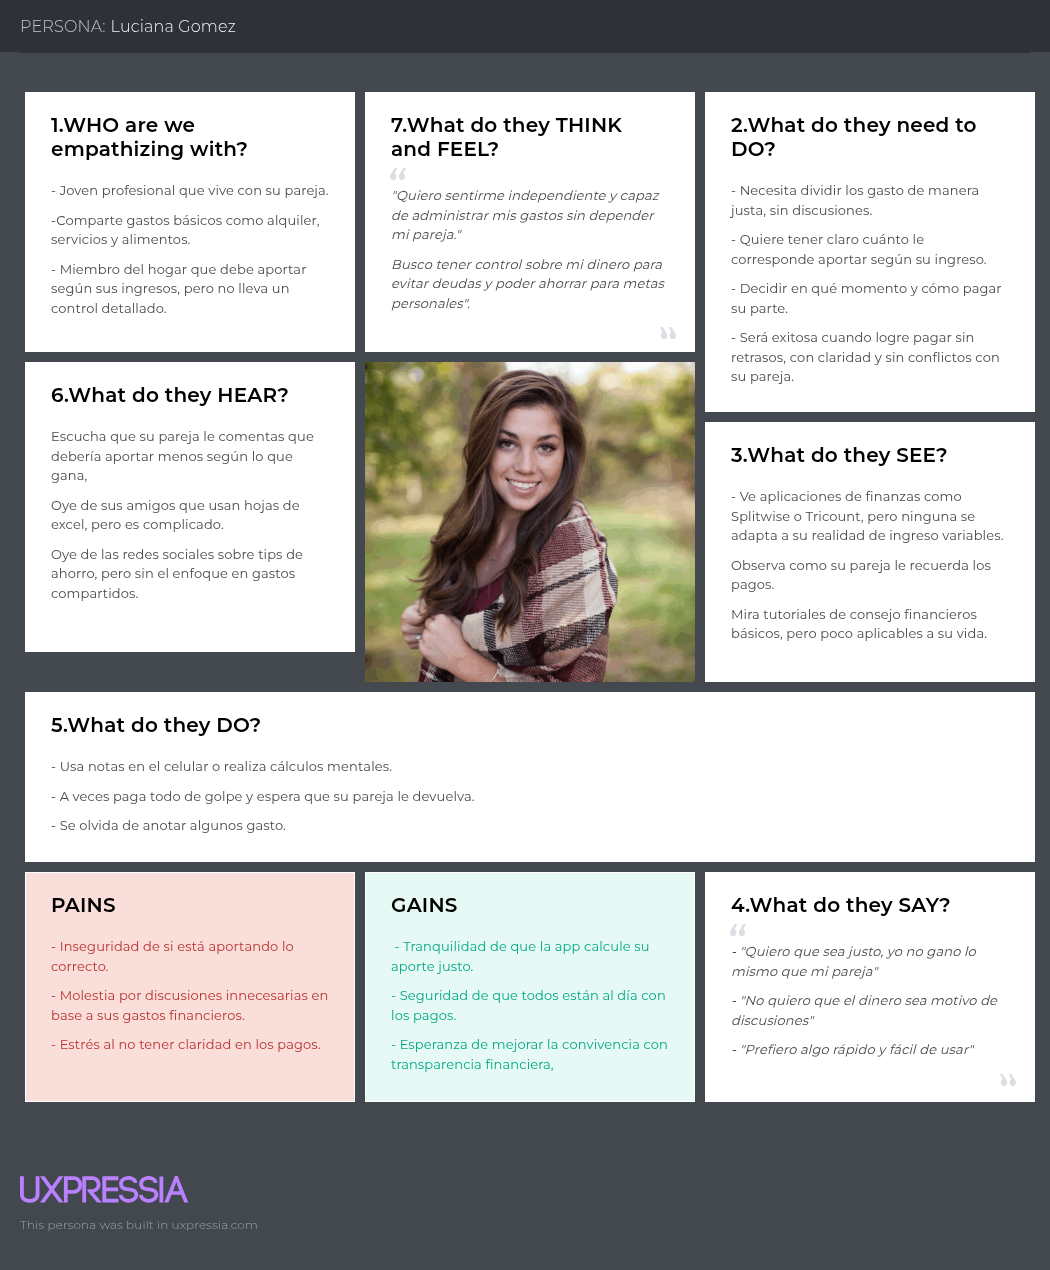 PERSONA: Luciana Gomez
1.WHO are we
empathizing with?
- Joven profesional que vive con su pareja.
-Comparte gastos básicos como alquiler,
servicios y alimentos.
- Miembro del hogar que debe aportar
según sus ingresos, pero no lleva un
control detallado.
7.What do they THINK
and FEEL?
“
"Quiero sentirme independiente y capaz
de administrar mis gastos sin depender
mi pareja."
Busco tener control sobre mi dinero para
evitar deudas y poder ahorrar para metas
personales".
”
2.What do they need to
DO?
- Necesita dividir los gasto de manera
justa, sin discusiones.
- Quiere tener claro cuánto le
corresponde aportar según su ingreso.
- Decidir en qué momento y cómo pagar
su parte.
- Será exitosa cuando logre pagar sin
retrasos, con claridad y sin conflictos con
su pareja.
6.What do they HEAR?
Escucha que su pareja le comentas que
debería aportar menos según lo que
gana,
Oye de sus amigos que usan hojas de
excel, pero es complicado.
Oye de las redes sociales sobre tips de
ahorro, pero sin el enfoque en gastos
compartidos.
3.What do they SEE?
- Ve aplicaciones de finanzas como
Splitwise o Tricount, pero ninguna se
adapta a su realidad de ingreso variables.
Observa como su pareja le recuerda los
pagos.
Mira tutoriales de consejo financieros
básicos, pero poco aplicables a su vida.
5.What do they DO?
- Usa notas en el celular o realiza cálculos mentales.
- A veces paga todo de golpe y espera que su pareja le devuelva.
- Se olvida de anotar algunos gasto.
PAINS
- Inseguridad de si está aportando lo
correcto.
- Molestia por discusiones innecesarias en
base a sus gastos financieros.
- Estrés al no tener claridad en los pagos.
GAINS
- Tranquilidad de que la app calcule su
aporte justo.
- Seguridad de que todos están al día con
los pagos.
- Esperanza de mejorar la convivencia con
transparencia financiera,
4.What do they SAY?
“
- "Quiero que sea justo, yo no gano lo
mismo que mi pareja"
- "No quiero que el dinero sea motivo de
discusiones"
- "Prefiero algo rápido y fácil de usar"
”
UXPRESSIA
This persona was built in uxpressia.com